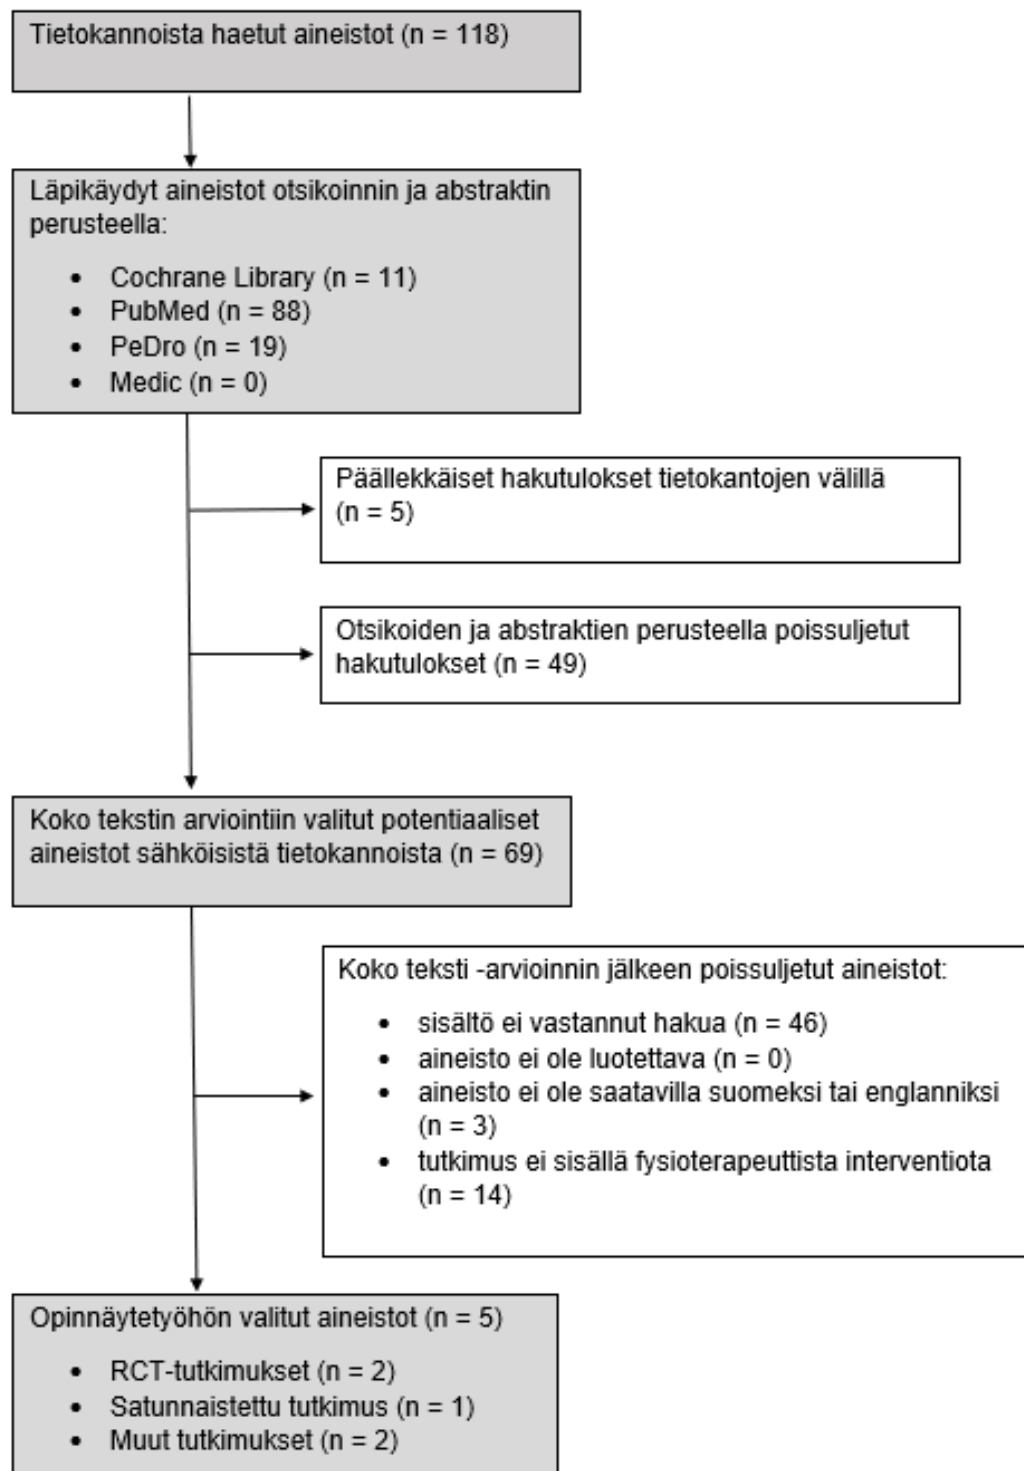 Tietokannoista haetut aineistot (n = 118)
Läpikäydyt aineistot otsikoinnin ja abstraktin
perusteella:
• Cochrane Library (n = 11)
• PubMed (n = 88)
• PeDro (n = 19)
• Medic (n = 0)
Päällekkäiset hakutulokset tietokantojen välillä
(n = 5)
Otsikoiden ja abstraktien perusteella poissuljetut
hakutulokset (n = 49)
Koko tekstin arviointiin valitut potentiaaliset
aineistot sähköisistä tietokannoista (n = 69)
Koko teksti -arvioinnin jälkeen poissuljetut aineistot:
• sisältö ei vastannut hakua (n = 46)
• aineisto ei ole luotettava (n = 0)
• aineisto ei ole saatavilla suomeksi tai englanniksi
(n = 3)
• tutkimus ei sisällä fysioterapeuttista interventiota
(n = 14)
Opinnäytetyöhön valitut aineistot (n = 5)
• RCT-tutkimukset (n = 2)
• Satunnaistettu tutkimus (n = 1)
• Muut tutkimukset (n = 2)